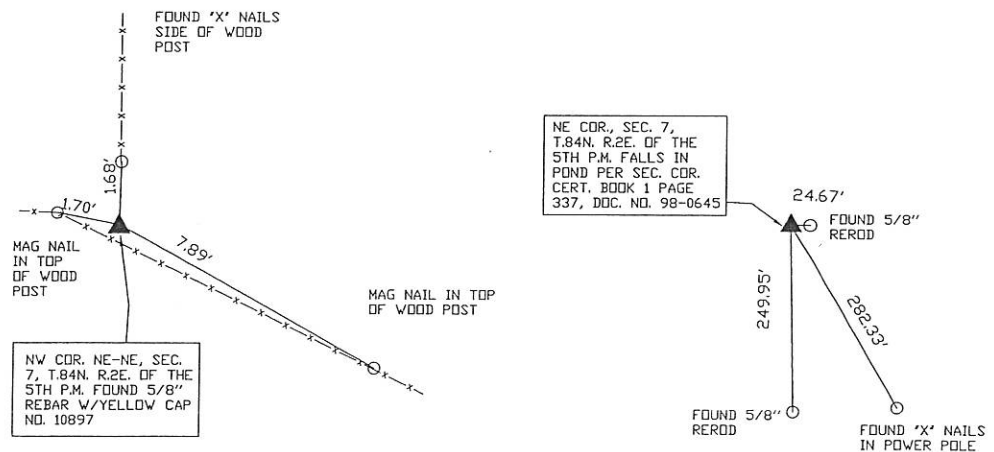 FOUND "X" NAILS
SIDE OF WOOD
POST
1.68'
1.70'
7.89'
MAG NAIL
IN TOP
OF WOOD
POST
MAG NAIL IN TOP
OF WOOD POST
NW COR. NE-NE, SEC.
7, T.84N. R.2E. OF THE
5TH P.M. FOUND 5/8"
REBAR W/YELLOW CAP
NO. 10897
NE COR., SEC. 7,
T.84N. R.2E. OF THE
5TH P.M. FALLS IN
POND PER SEC. COR.
CERT. BOOK 1 PAGE
337, DOC. NO. 98-0645
24.67'
FOUND 5/8"
REROD
249.95'
282.33'
FOUND 5/8"
REROD
FOUND "X" NAILS
IN POWER POLE